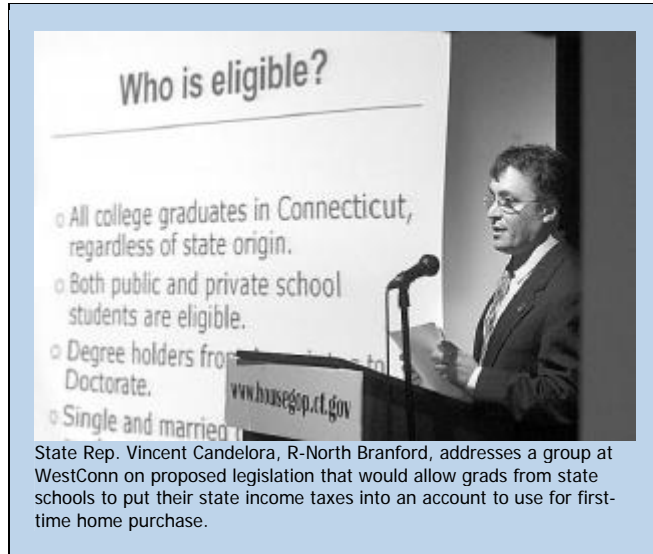 Who is eligible?
o All college graduates in Connecticut,
regardless of state origin.
o Both public and private school
students are eligible.
o Degree holders from to
Doctorate.
o Single and married
www.housegop.ct.gov
State Rep. Vincent Candelora, R-North Branford, addresses a group at
WestConn on proposed legislation that would allow grads from state
schools to put their state income taxes into an account to use for first-
time home purchase.